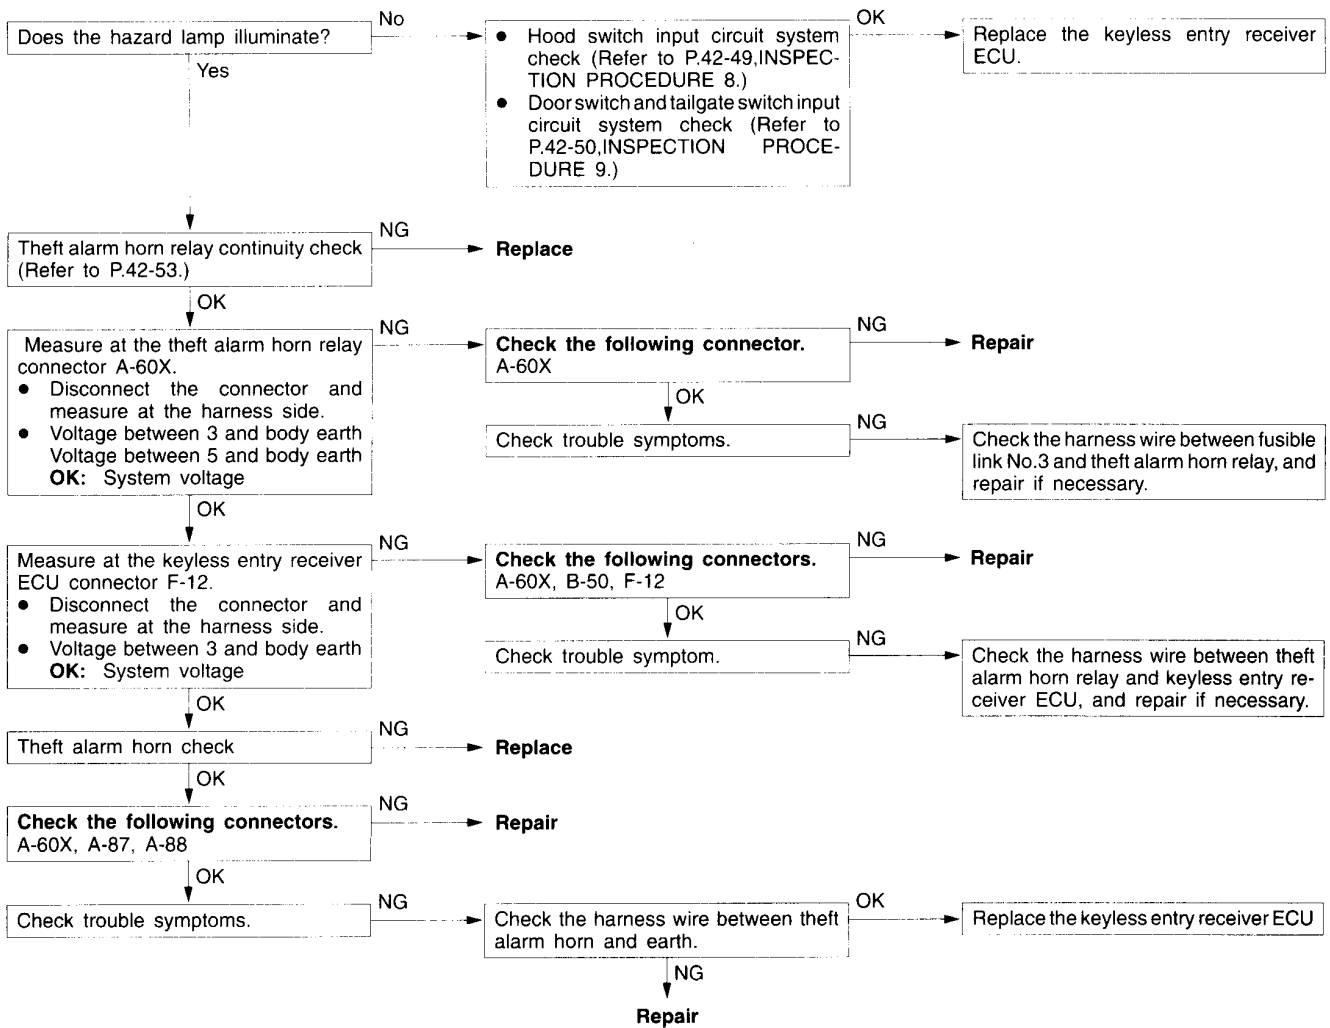 Does the hazard lamp illuminate?
No
Yes
● Hood switch input circuit system
check (Refer to P.42-49,INSPEC-
TION PROCEDURE 8.)
● Door switch and tailgate switch input
circuit system check (Refer to
P.42-50,INSPECTION PROCE-
DURE 9.)
OK
Replace the keyless entry receiver
ECU.
Theft alarm horn relay continuity check
(Refer to P.42-53.)
NG
Replace
OK
Measure at the theft alarm horn relay
connector A-60X.
● Disconnect the connector and
measure at the harness side.
● Voltage between 3 and body earth
Voltage between 5 and body earth
OK: System voltage
NG
Check the following connector.
A-60X
NG
Repair
OK
Check trouble symptoms.
NG
Check the harness wire between fusible
link No.3 and theft alarm horn relay, and
repair if necessary.
OK
Measure at the keyless entry receiver
ECU connector F-12.
● Disconnect the connector and
measure at the harness side.
● Voltage between 3 and body earth
OK: System voltage
NG
Check the following connectors.
A-60X, B-50, F-12
NG
Repair
OK
Check trouble symptom.
NG
Check the harness wire between theft
alarm horn relay and keyless entry re-
ceiver ECU, and repair if necessary.
OK
Theft alarm horn check
NG
Replace
OK
Check the following connectors.
A-60X, A-87, A-88
NG
Repair
OK
Check trouble symptoms.
NG
Check the harness wire between theft
alarm horn and earth.
OK
Replace the keyless entry receiver ECU
NG
Repair